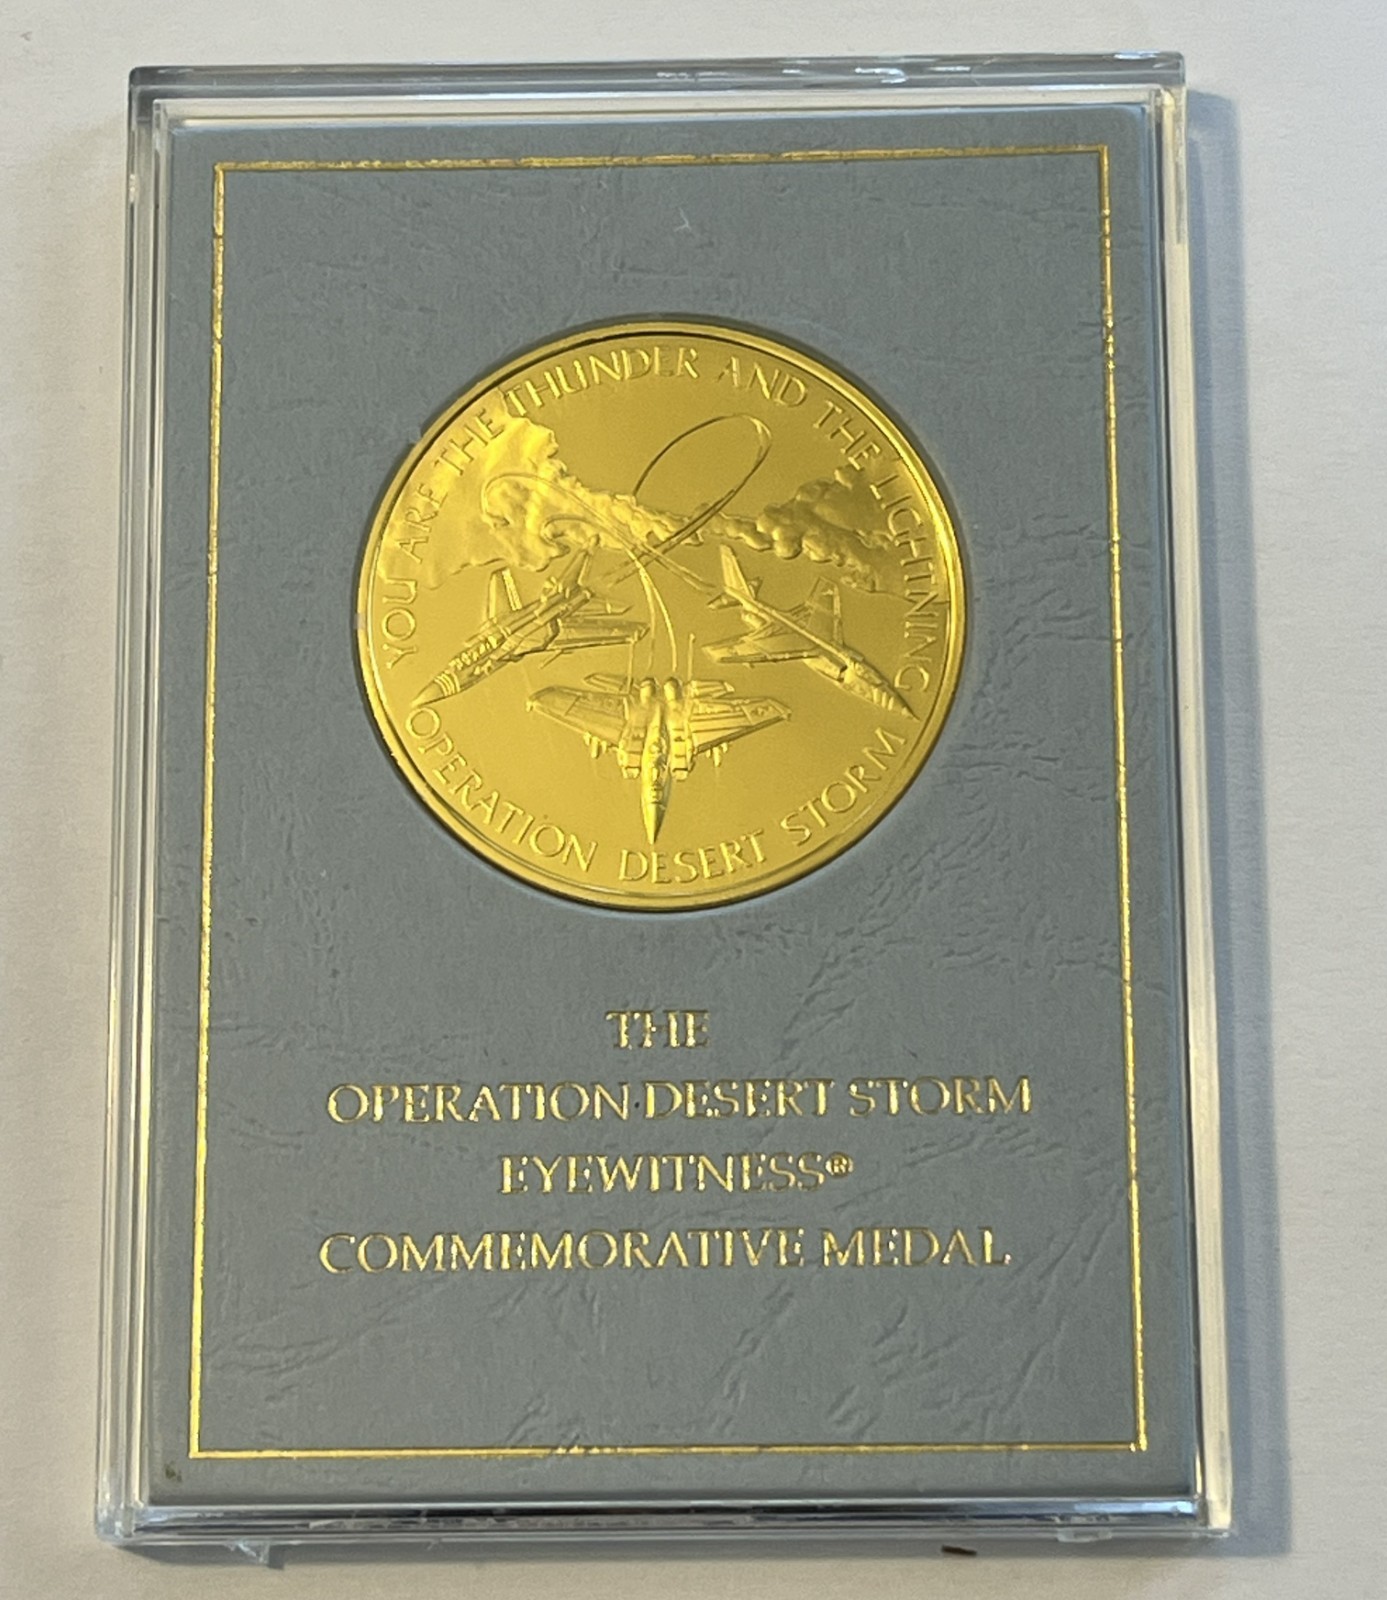 YOU ARE THE THUNDER AND THE LIGHTNING
OPERATION DESERT STORM
THE
OPERATION DESERT STORM
EYEWITNESS®
COMMEMORATIVE MEDAL